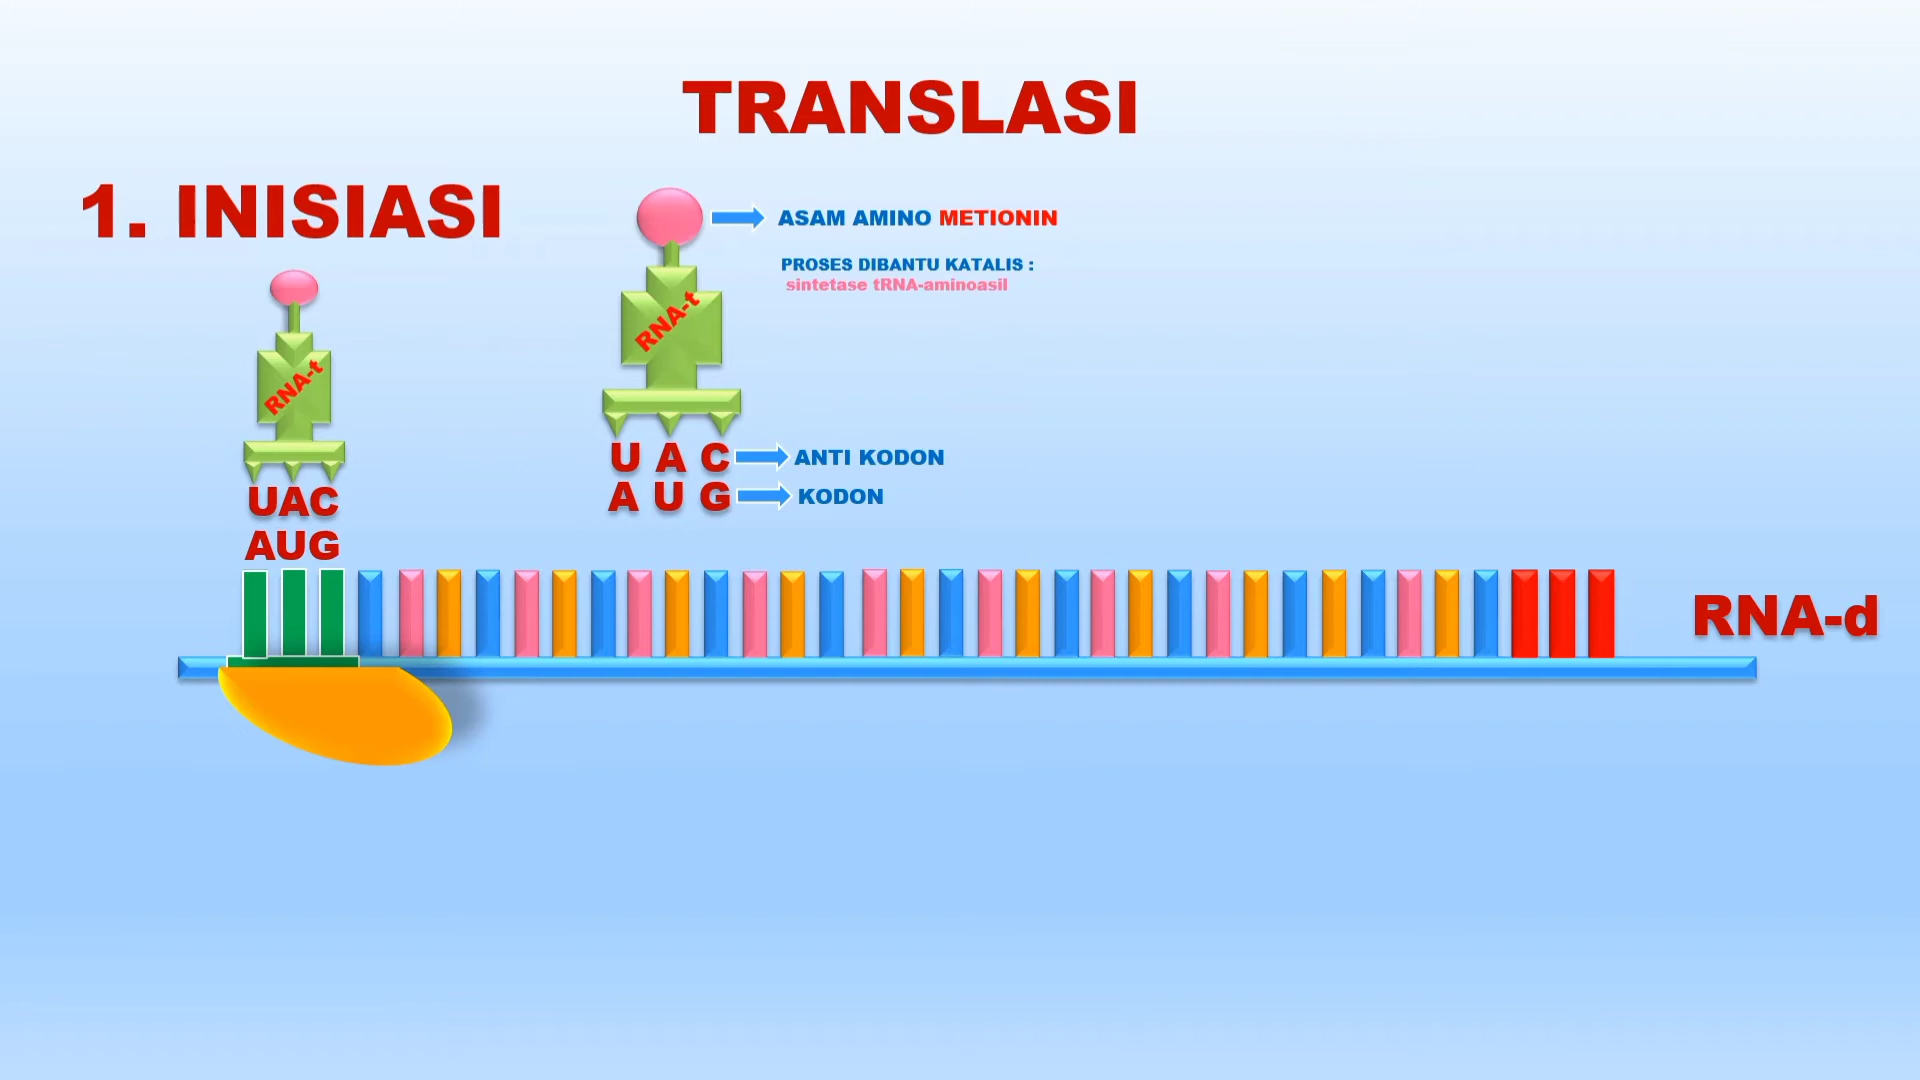 TRANSLASI
1. INISIASI
ASAM AMINO METIONIN
PROSES DIBANTU KATALIS :
sintetase tRNA-aminoasil
RNA-t
RNA-t
U A C
ANTI KODON
A U G
KODON
UAC
AUG
RNA-d